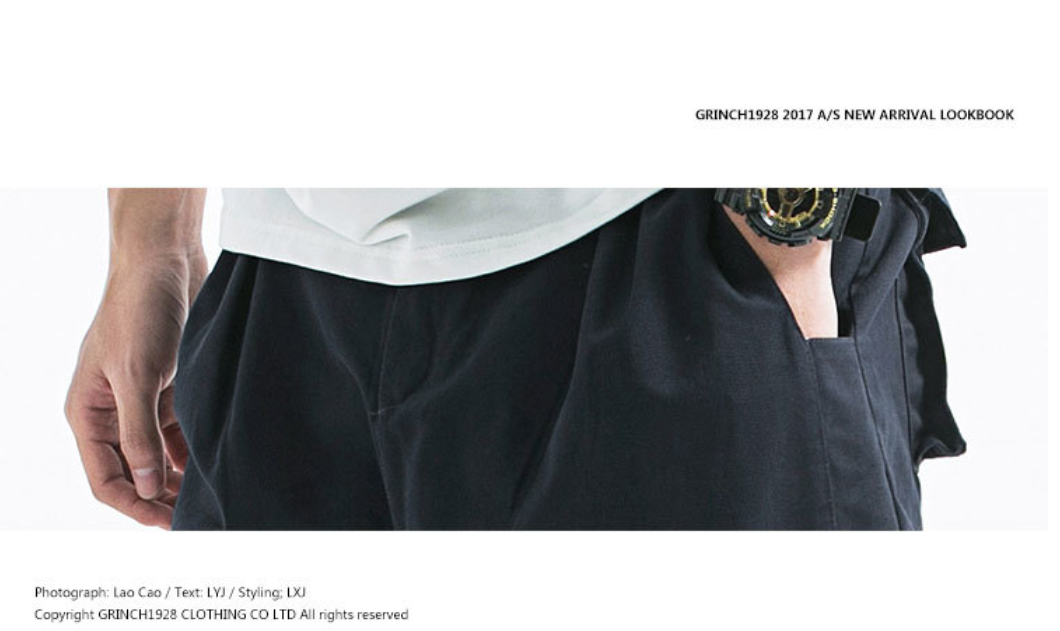 GRINCH1928 2017 A/S NEW ARRIVAL LOOKBOOK
Photograph: Lao Cao / Text: LYJ / Styling; LXJ
Copyright GRINCH1928 CLOTHING CO LTD All rights reserved